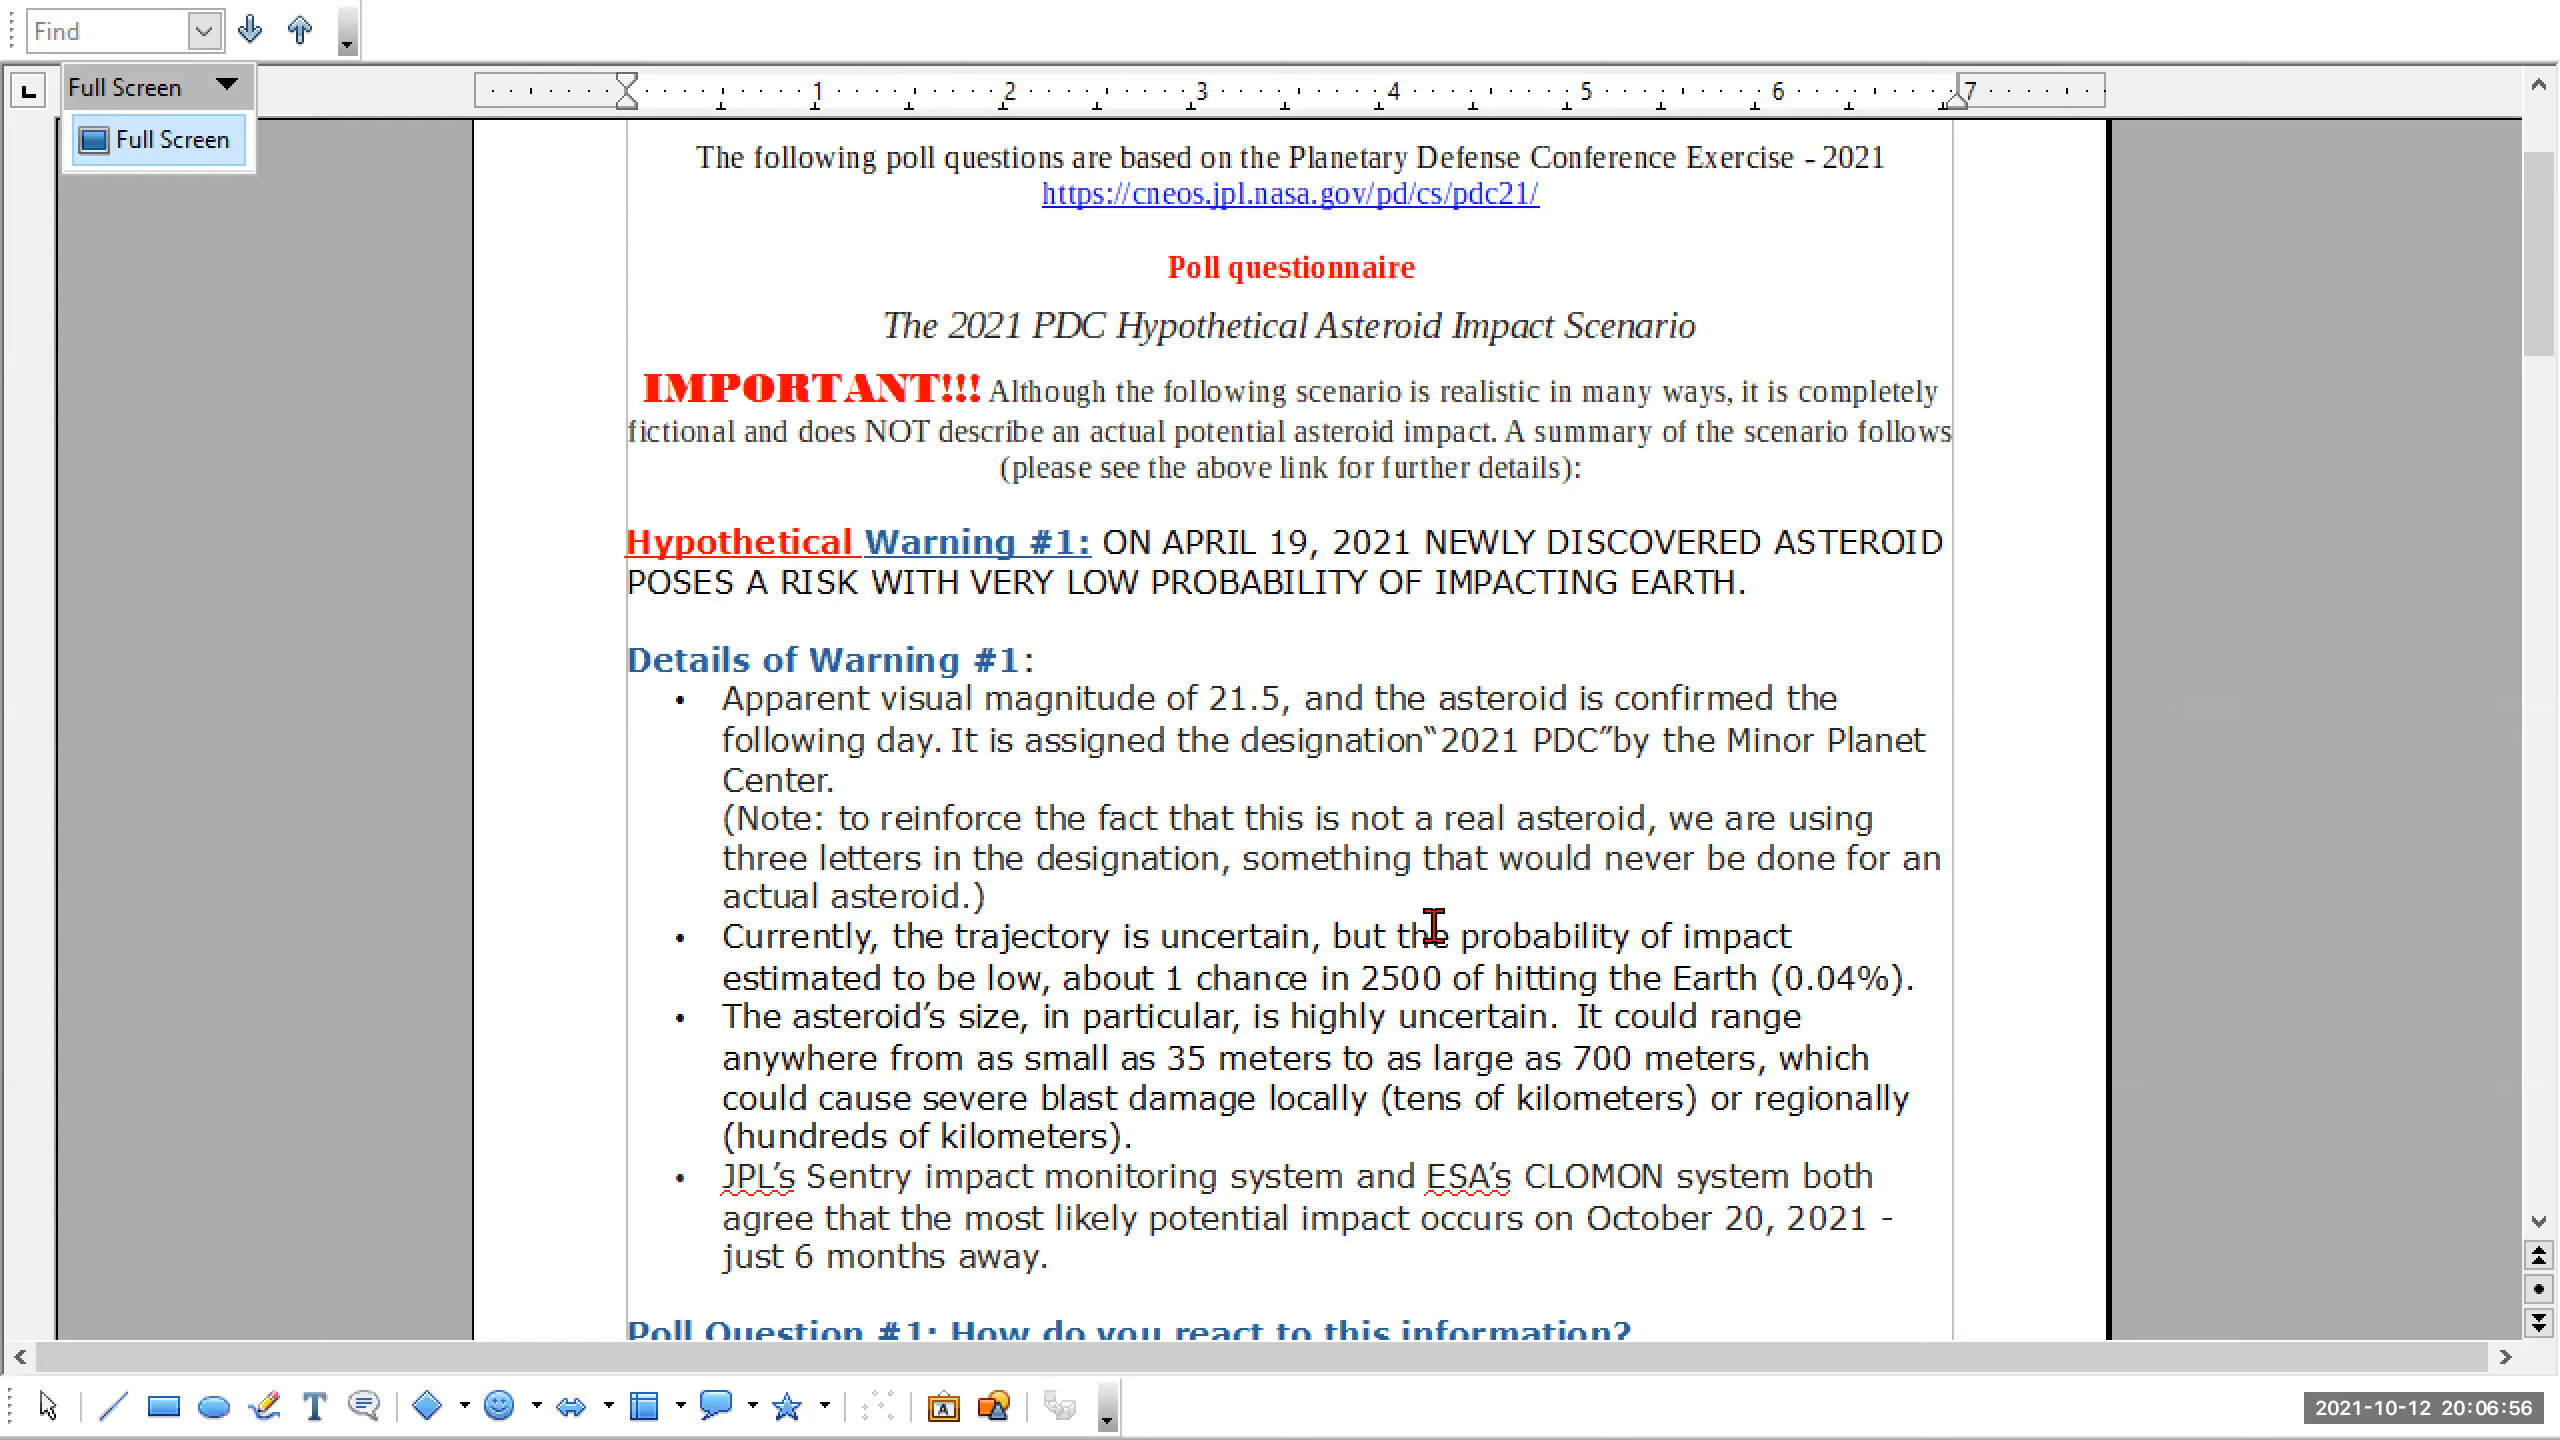 Find
Full Screen
Full Screen
1 2 3 4 5 6 7
The following poll questions are based on the Planetary Defense Conference Exercise - 2021
https://cneos.jpl.nasa.gov/pd/cs/pdc21/
Poll questionnaire
The 2021 PDC Hypothetical Asteroid Impact Scenario
IMPORTANT!!! Although the following scenario is realistic in many ways, it is completely
fictional and does NOT describe an actual potential asteroid impact. A summary of the scenario follows
(please see the above link for further details):
Hypothetical Warning #1: ON APRIL 19, 2021 NEWLY DISCOVERED ASTEROID
POSES A RISK WITH VERY LOW PROBABILITY OF IMPACTING EARTH.
Details of Warning #1:
• Apparent visual magnitude of 21.5, and the asteroid is confirmed the
following day. It is assigned the designation“2021 PDC”by the Minor Planet
Center.
(Note: to reinforce the fact that this is not a real asteroid, we are using
three letters in the designation, something that would never be done for an
actual asteroid.)
• Currently, the trajectory is uncertain, but the probability of impact
estimated to be low, about 1 chance in 2500 of hitting the Earth (0.04%).
• The asteroid’s size, in particular, is highly uncertain. It could range
anywhere from as small as 35 meters to as large as 700 meters, which
could cause severe blast damage locally (tens of kilometers) or regionally
(hundreds of kilometers).
• JPL’s Sentry impact monitoring system and ESA’s CLOMON system both
agree that the most likely potential impact occurs on October 20, 2021 -
just 6 months away.
Poll Question #1: How do you react to this information?
2021-10-12 20:06:56